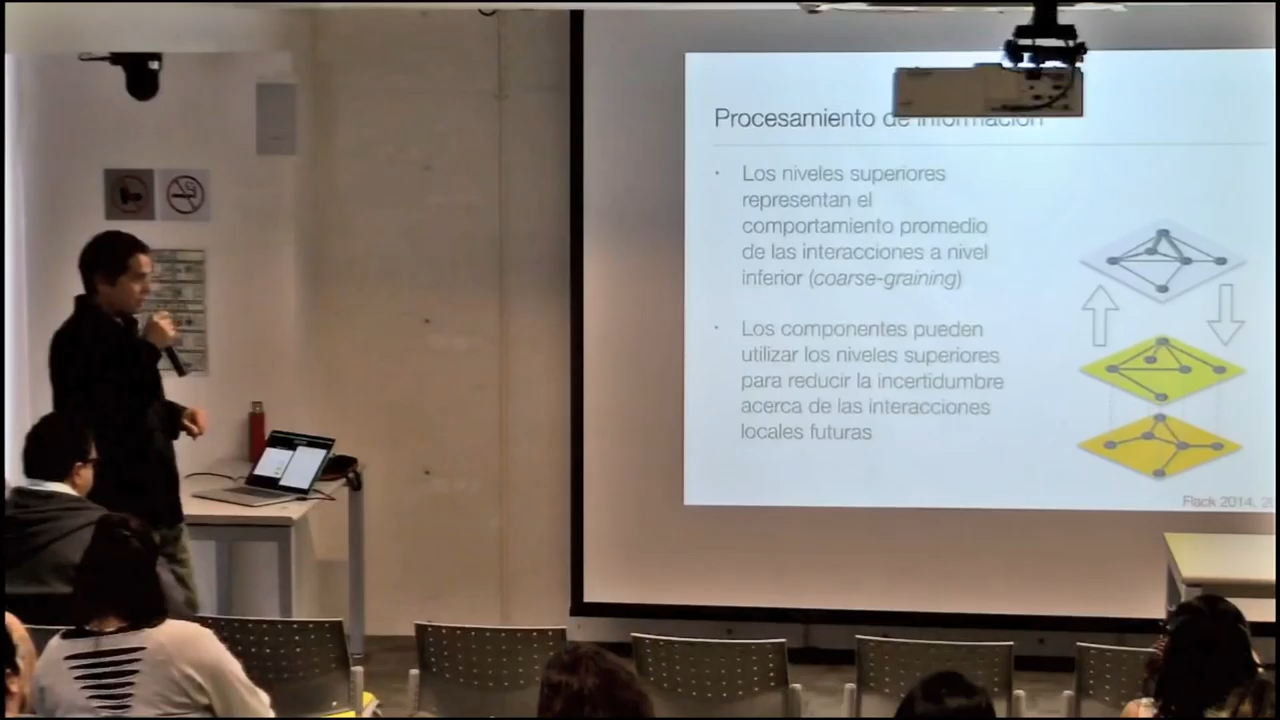 Procesamiento de información
Los niveles superiores
representan el
comportamiento promedio
de las interacciones a nivel
inferior (coarse-graining)
Los componentes pueden
utilizar los niveles superiores
para reducir la incertidumbre
acerca de las interacciones
locales futuras
Flack 2014,